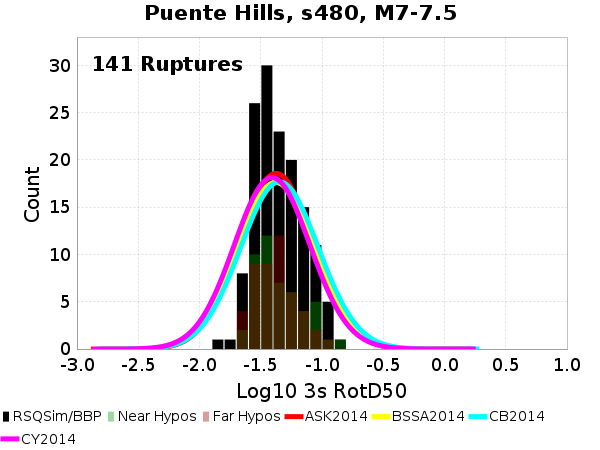 Puente Hills, s480, M7-7.5
141 Ruptures
30
25
20
15
10
5
0
Count
-3.0 -2.5 -2.0 -1.5 -1.0 -0.5 0.0 0.5 1.0
Log10 3s RotD50
RSQSim/BBP Near Hypos Far Hypos ASK2014 BSSA2014 CB2014
CY2014